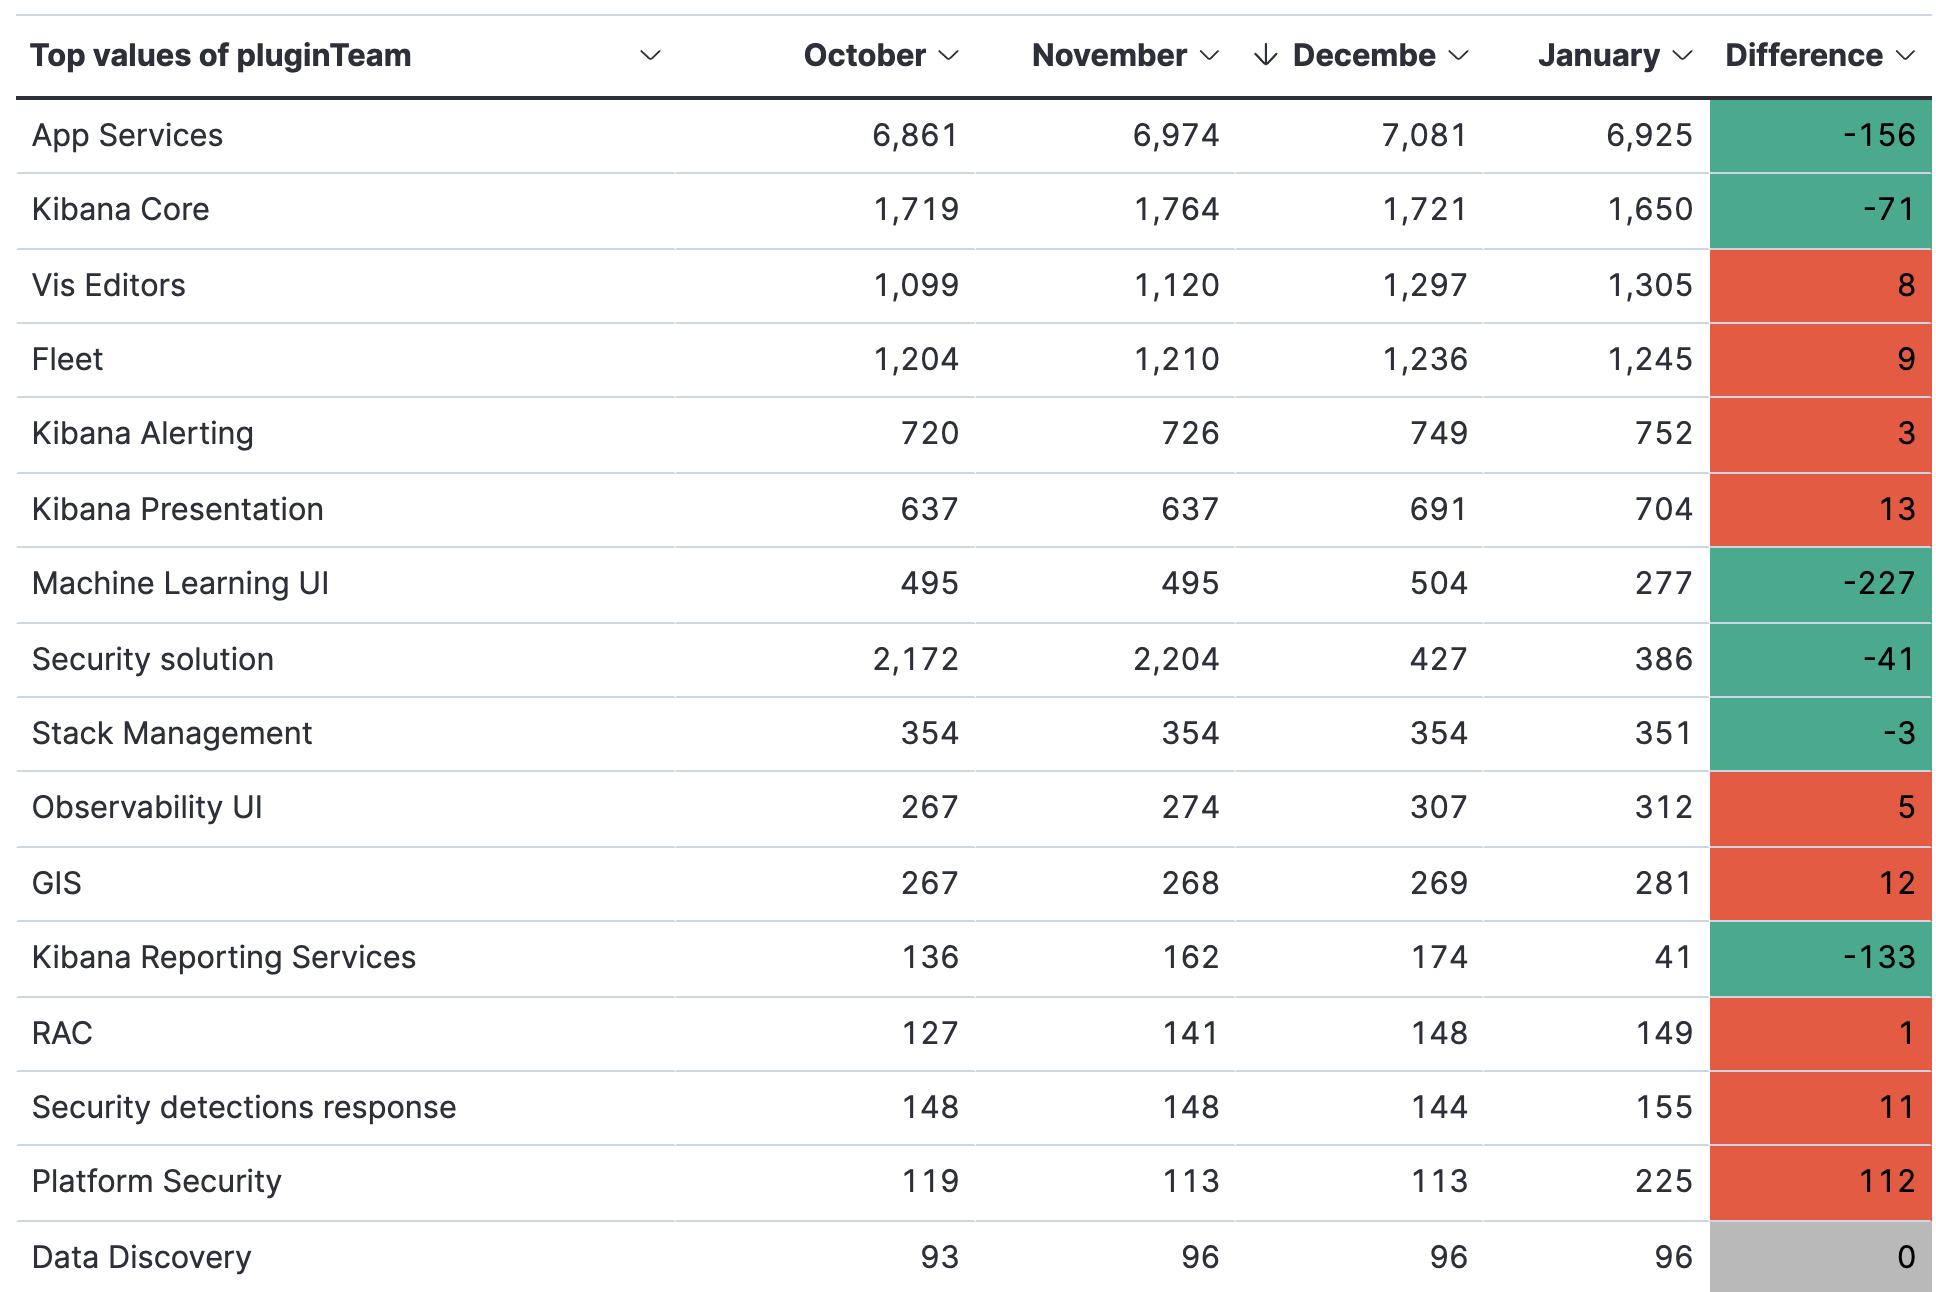 Top values of pluginTeam October November Decembe January Difference
App Services 6,861 6,974 7,081 6,925 -156
Kibana Core 1,719 1,764 1,721 1,650 -71
Vis Editors 1,099 1,120 1,297 1,305 8
Fleet 1,204 1,210 1,236 1,245 9
Kibana Alerting 720 726 749 752 3
Kibana Presentation 637 637 691 704 13
Machine Learning UI 495 495 504 277 -227
Security solution 2,172 2,204 427 386 -41
Stack Management 354 354 354 351 -3
Observability UI 267 274 307 312 5
GIS 267 268 269 281 12
Kibana Reporting Services 136 162 174 41 -133
RAC 127 141 148 149 1
Security detections response 148 148 144 155 11
Platform Security 119 113 113 225 112
Data Discovery 93 96 96 96 0